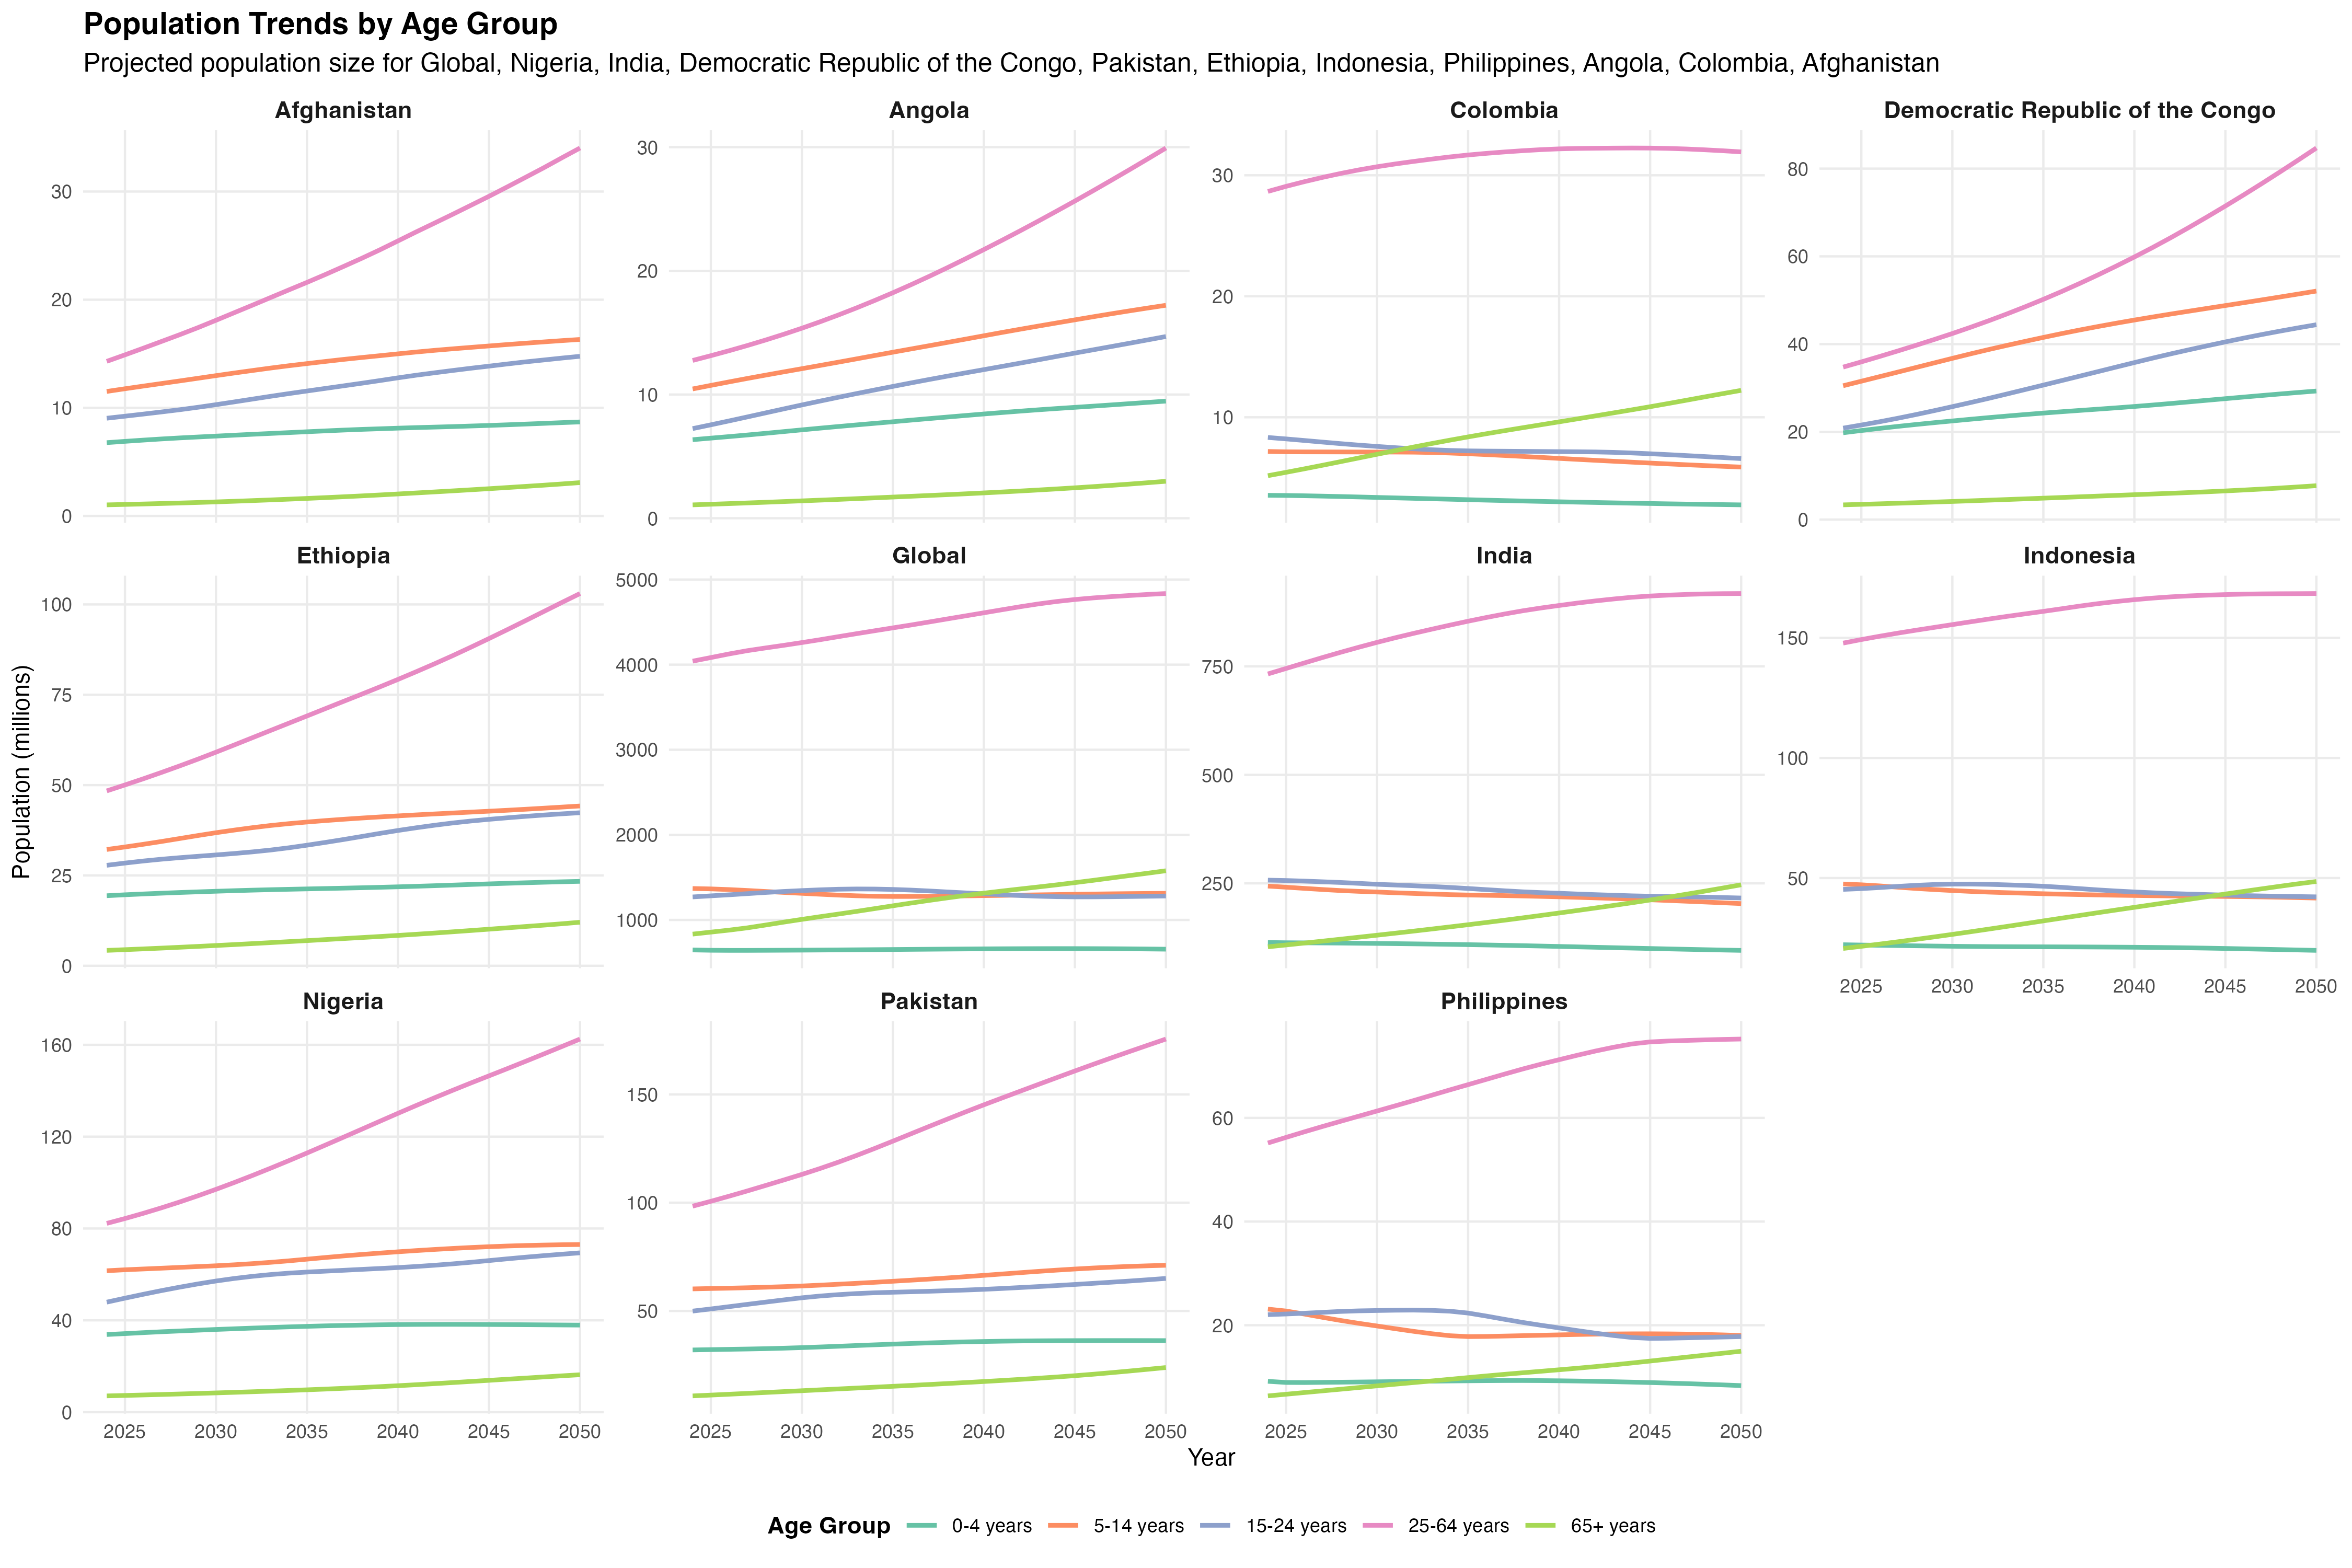 Population Trends by Age Group
Projected population size for Global, Nigeria, India, Democratic Republic of the Congo, Pakistan, Ethiopia, Indonesia, Philippines, Angola, Colombia, Afghanistan
Afghanistan
Angola
Colombia
Democratic Republic of the Congo
30
20
10
0
30
20
10
0
30
20
10
80
60
40
20
0
Ethiopia
Global
India
Indonesia
100
75
50
25
0
5000
4000
3000
2000
1000
750
500
250
150
100
50
2025 2030 2035 2040 2045 2050
Nigeria
Pakistan
Philippines
160
120
80
40
0
150
100
50
60
40
20
2025 2030 2035 2040 2045 2050
2025 2030 2035 2040 2045 2050
2025 2030 2035 2040 2045 2050
Population (millions)
Year
Age Group 0-4 years 5-14 years 15-24 years 25-64 years 65+ years